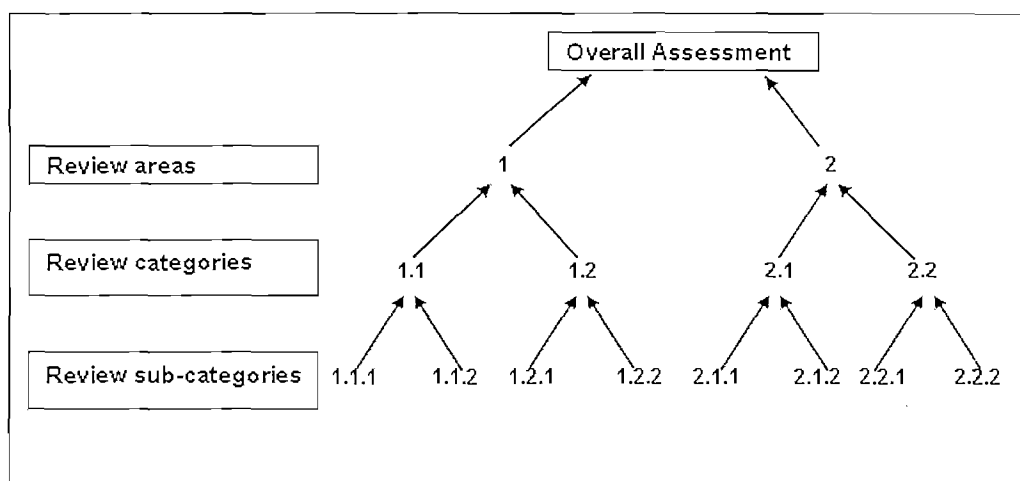 Overall Assessment
Review areas
1 2
Review categories
1.1 1.2 2.1 2.2
Review sub-categories
1.1.1 1.1.2 1.2.1 1.2.2 2.1.1 2.1.2 2.2.1 2.2.2